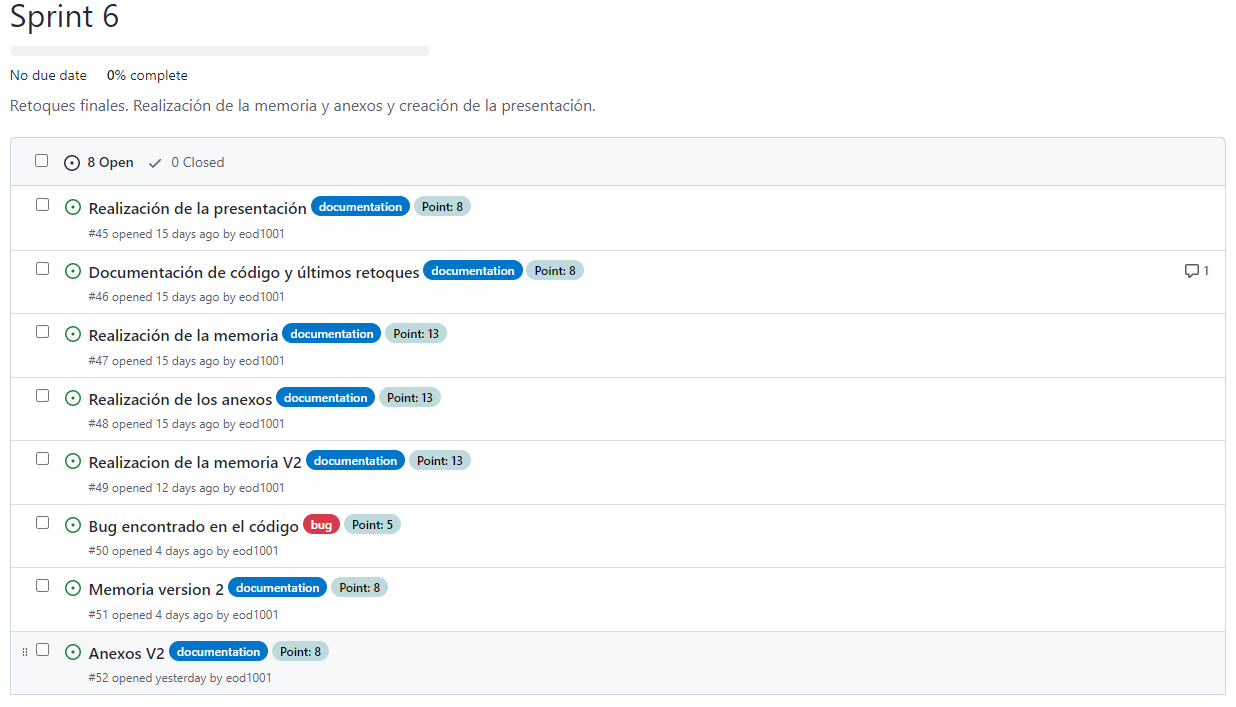 Sprint 6
No due date 0% complete
Retoques finales. Realización de la memoria y anexos y creación de la presentación.
8 Open 0 Closed
Realización de la presentación documentation Point: 8
#45 opened 15 days ago by eod1001
Documentación de código y últimos retoques documentation Point: 8 1
#46 opened 15 days ago by eod1001
Realización de la memoria documentation Point: 13
#47 opened 15 days ago by eod1001
Realización de los anexos documentation Point: 13
#48 opened 15 days ago by eod1001
Realizacion de la memoria V2 documentation Point: 13
#49 opened 12 days ago by eod1001
Bug encontrado en el código bug Point: 5
#50 opened 4 days ago by eod1001
Memoria version 2 documentation Point: 8
#51 opened 4 days ago by eod1001
Anexos V2 documentation Point: 8
#52 opened yesterday by eod1001